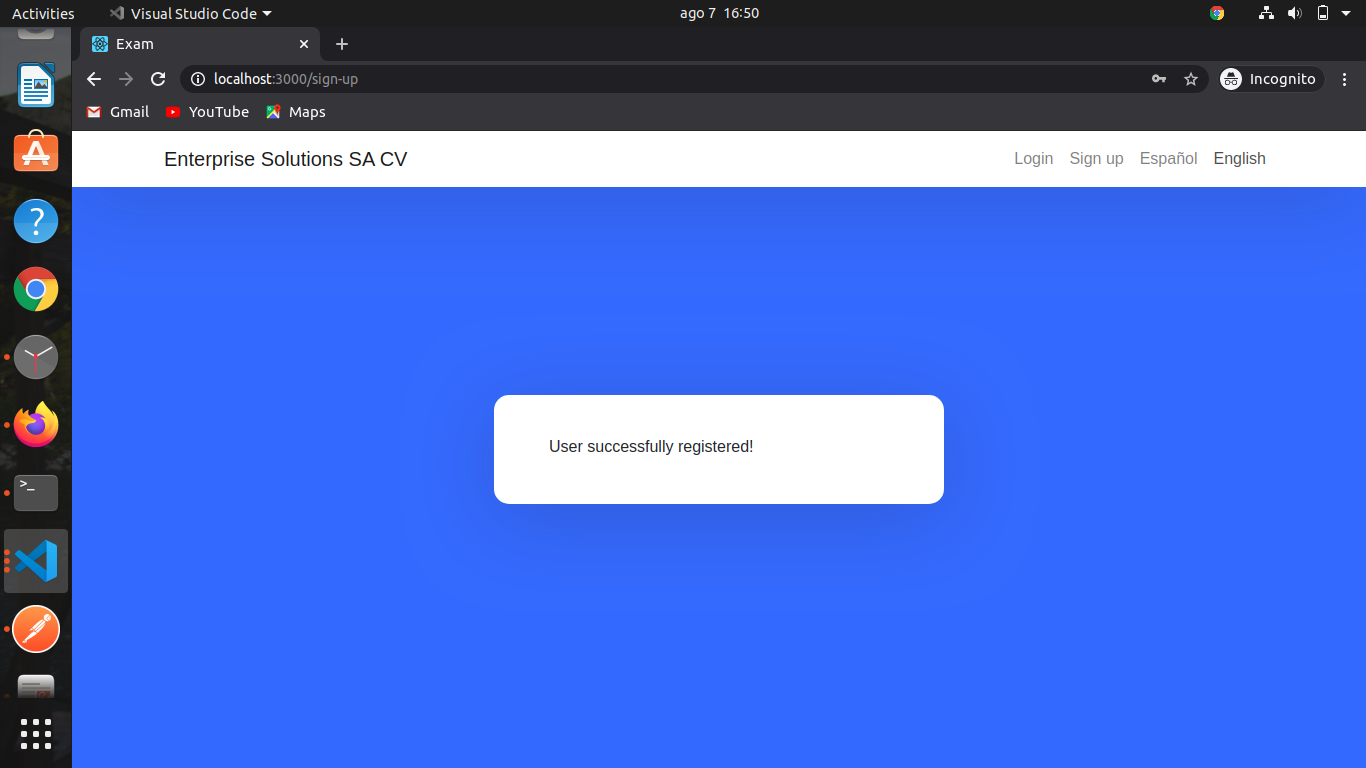 Activities
Visual Studio Code
ago 7 16:50
Exam
localhost:3000/sign-up
Incognito
Gmail
YouTube
Maps
Enterprise Solutions SA CV
Login
Sign up
Español
English
User successfully registered!
?
>_